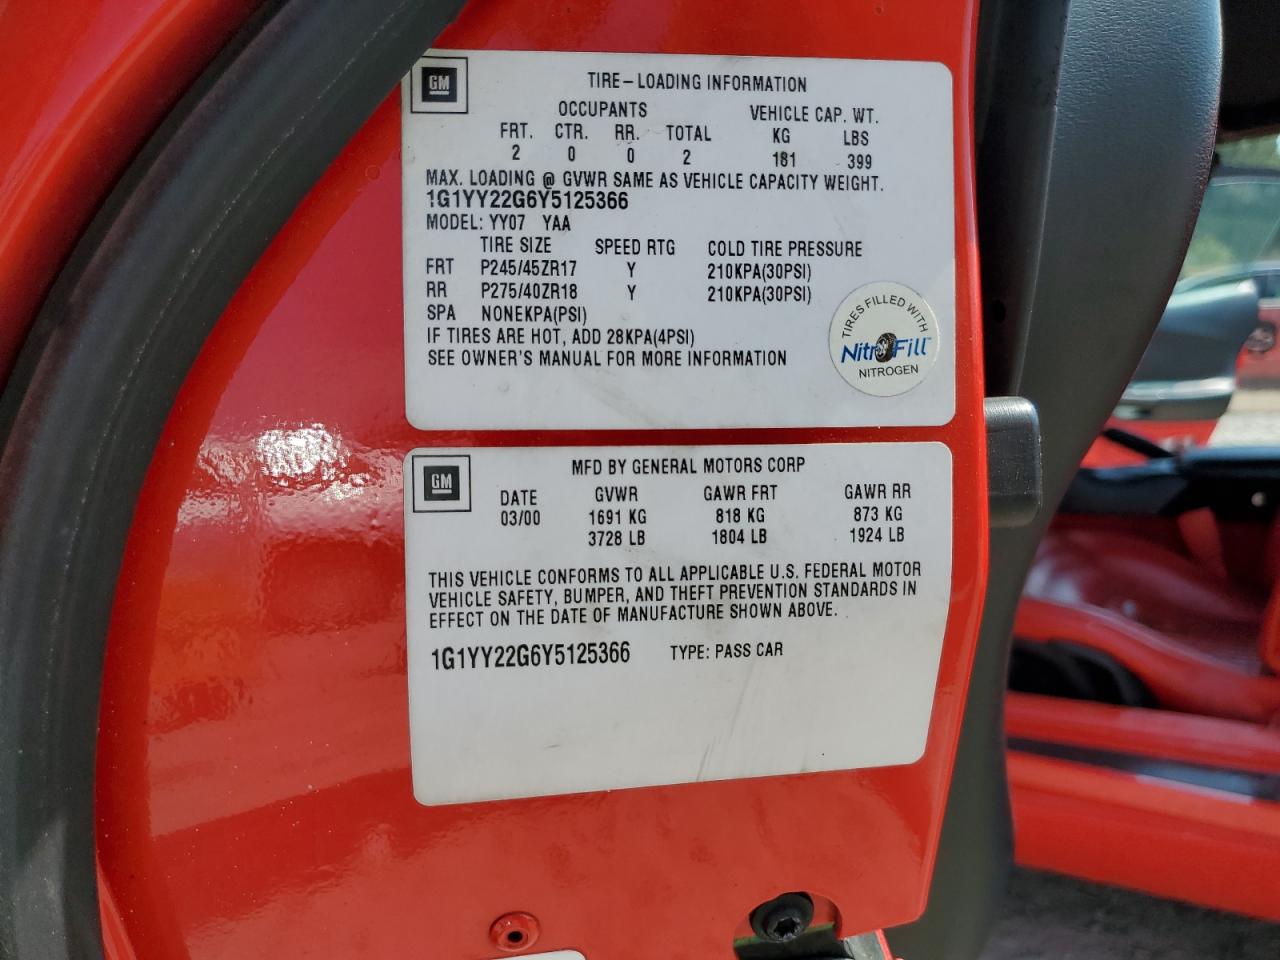 GM
TIRE-LOADING INFORMATION
OCCUPANTS VEHICLE CAP. WT.
FRT. CTR. RR. TOTAL KG LBS
2 0 0 2 181 399
MAX. LOADING @ GVWR SAME AS VEHICLE CAPACITY WEIGHT.
1G1YY22G6Y5125366
MODEL: YY07 YAA
TIRE SIZE SPEED RTG COLD TIRE PRESSURE
FRT P245/45ZR17 Y 210KPA(30PSI)
RR P275/40ZR18 Y 210KPA(30PSI)
SPA NONEKPA(PSI)
IF TIRES ARE HOT, ADD 28KPA(4PSI)
SEE OWNER'S MANUAL FOR MORE INFORMATION
TIRES FILLED WITH
NitroFill™
NITROGEN
GM
MFD BY GENERAL MOTORS CORP
DATE GVWR GAWR FRT GAWR RR
03/00 1691 KG 818 KG 873 KG
3728 LB 1804 LB 1924 LB
THIS VEHICLE CONFORMS TO ALL APPLICABLE U.S. FEDERAL MOTOR
VEHICLE SAFETY, BUMPER, AND THEFT PREVENTION STANDARDS IN
EFFECT ON THE DATE OF MANUFACTURE SHOWN ABOVE.
1G1YY22G6Y5125366 TYPE: PASS CAR